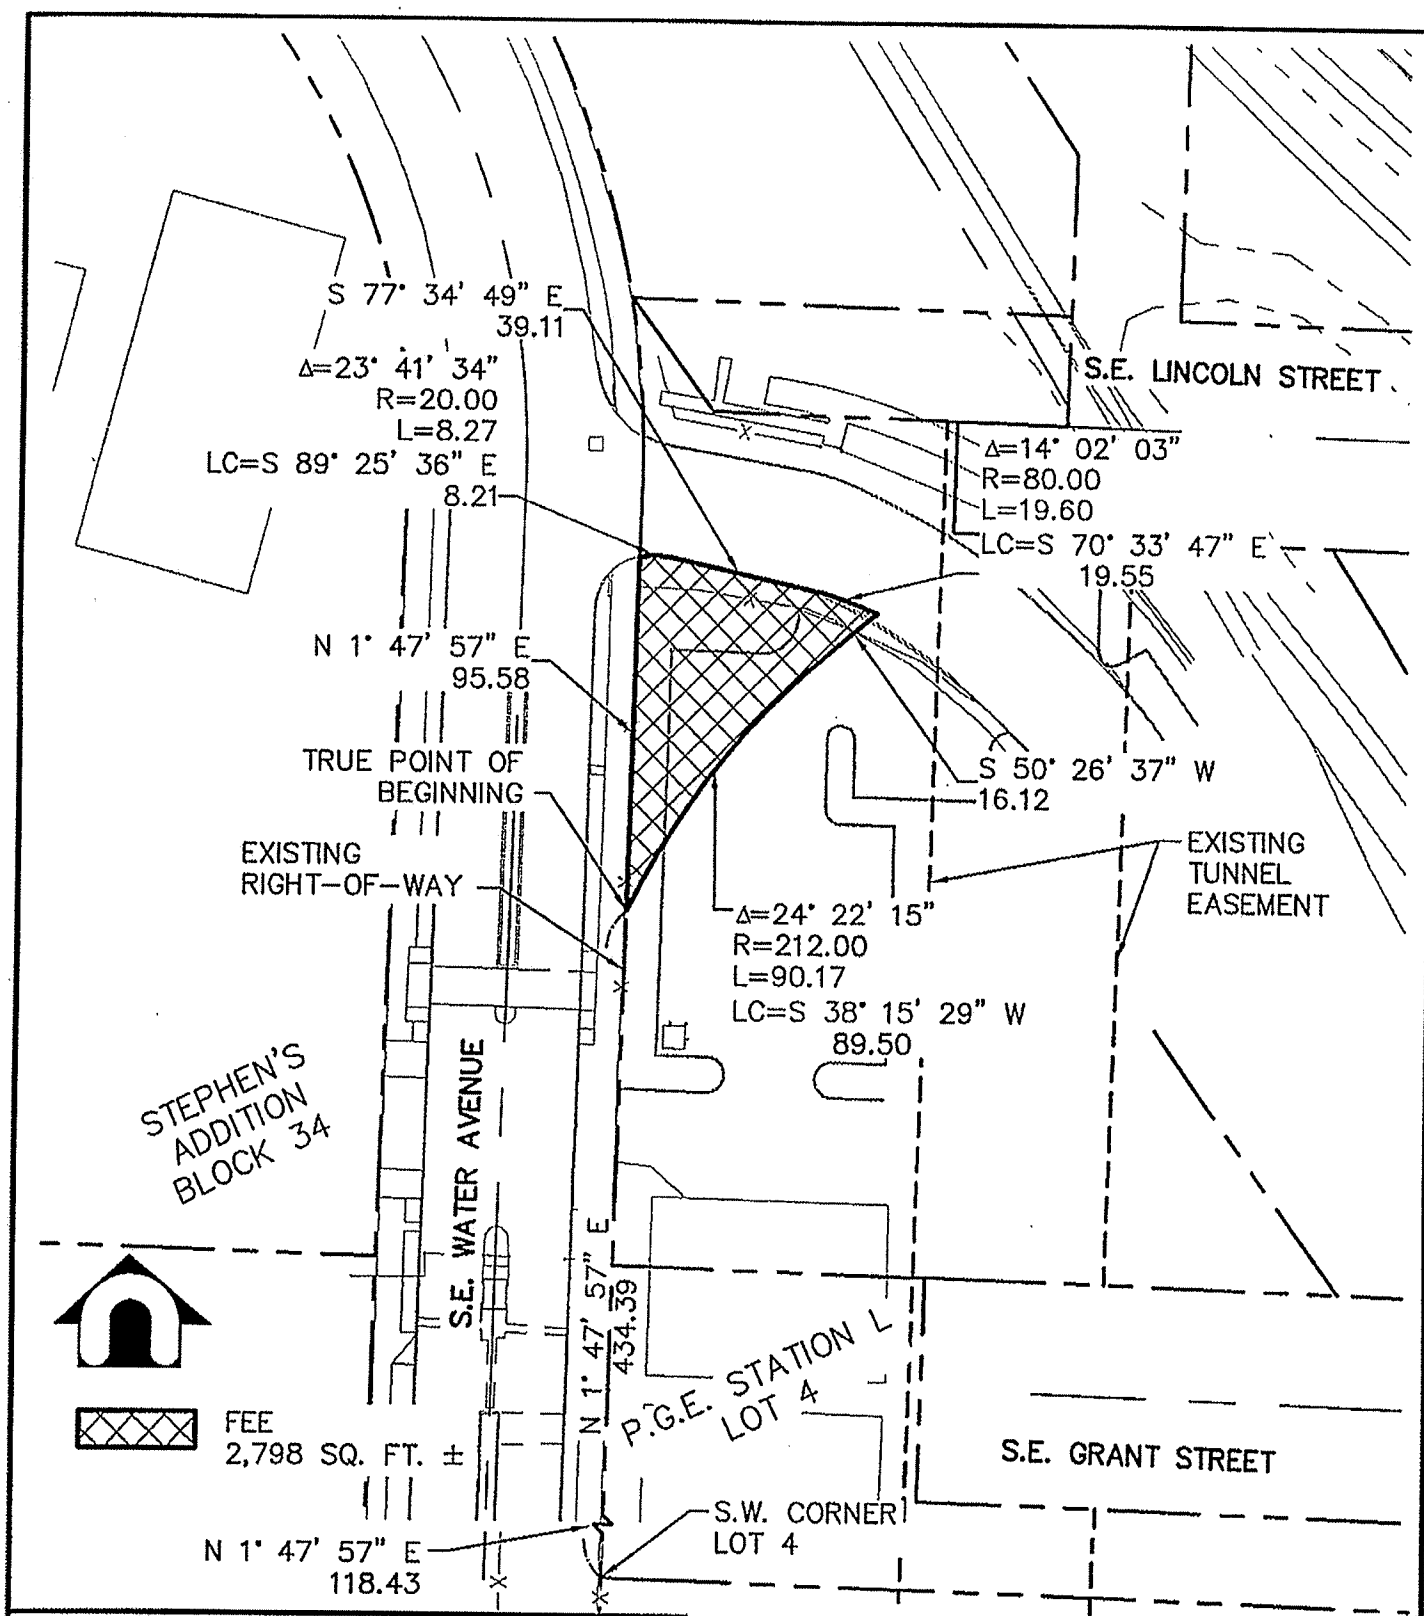 S 77° 34' 49" E
39.11
Δ=23° 41' 34"
R=20.00
L=8.27
LC=S 89° 25' 36" E
8.21
S.E. LINCOLN STREET
Δ=14° 02' 03"
R=80.00
L=19.60
LC=S 70° 33' 47" E
19.55
N 1° 47' 57" E
95.58
TRUE POINT OF
BEGINNING
S 50° 26' 37" W
16.12
EXISTING
RIGHT-OF-WAY
EXISTING
TUNNEL
EASEMENT
Δ=24° 22' 15"
R=212.00
L=90.17
LC=S 38° 15' 29" W
89.50
STEPHEN'S
ADDITION
BLOCK 34
S.E. WATER AVENUE
N 1° 47' 57" E
434.39
P.G.E. STATION L
LOT 4
FEE
2,798 SQ. FT. ±
S.E. GRANT STREET
S.W. CORNER
LOT 4
N 1° 47' 57" E
118.43